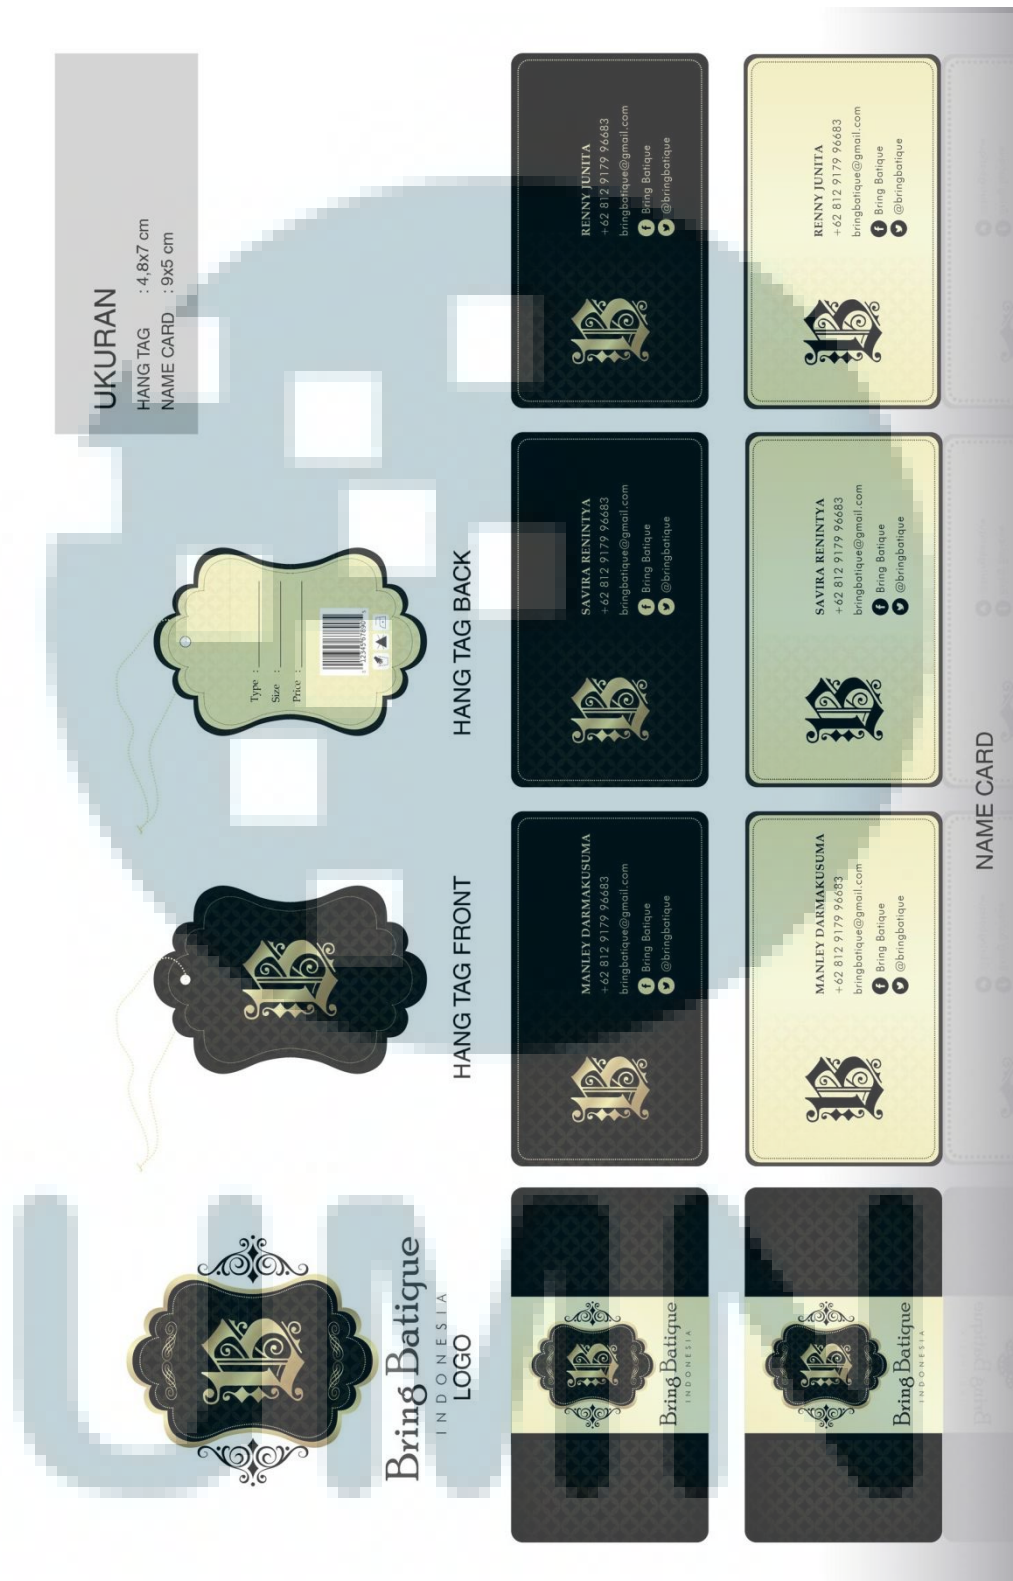 UKURAN
HANG TAG : 4,8x7 cm
NAME CARD : 9x5 cm
Bring Batique
INDONESIA
LOGO
HANG TAG FRONT
Type :
Size :
Price :
HANG TAG BACK
Bring Batique
INDONESIA
MANLEY DARMAKUSUMA
+62 812 9179 96683
bringbatique@gmail.com
Bring Batique
@bringbatique
SAVIRA RENINTYA
+62 812 9179 96683
bringbatique@gmail.com
Bring Batique
@bringbatique
RENNY JUNITA
+62 812 9179 96683
bringbatique@gmail.com
Bring Batique
@bringbatique
Bring Batique
INDONESIA
MANLEY DARMAKUSUMA
+62 812 9179 96683
bringbatique@gmail.com
Bring Batique
@bringbatique
SAVIRA RENINTYA
+62 812 9179 96683
bringbatique@gmail.com
Bring Batique
@bringbatique
RENNY JUNITA
+62 812 9179 96683
bringbatique@gmail.com
Bring Batique
@bringbatique
NAME CARD